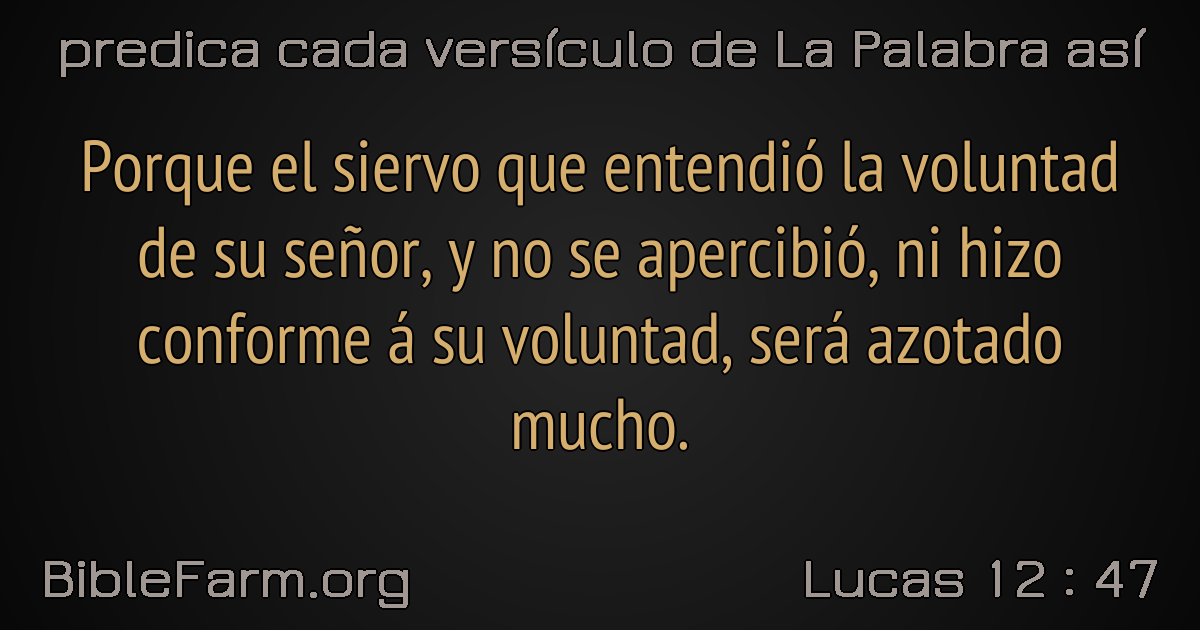 predica cada versículo de La Palabra así
Porque el siervo que entendió la voluntad
de su señor, y no se apercibió, ni hizo
conforme á su voluntad, será azotado
mucho.
BibleFarm.org
Lucas 12 : 47